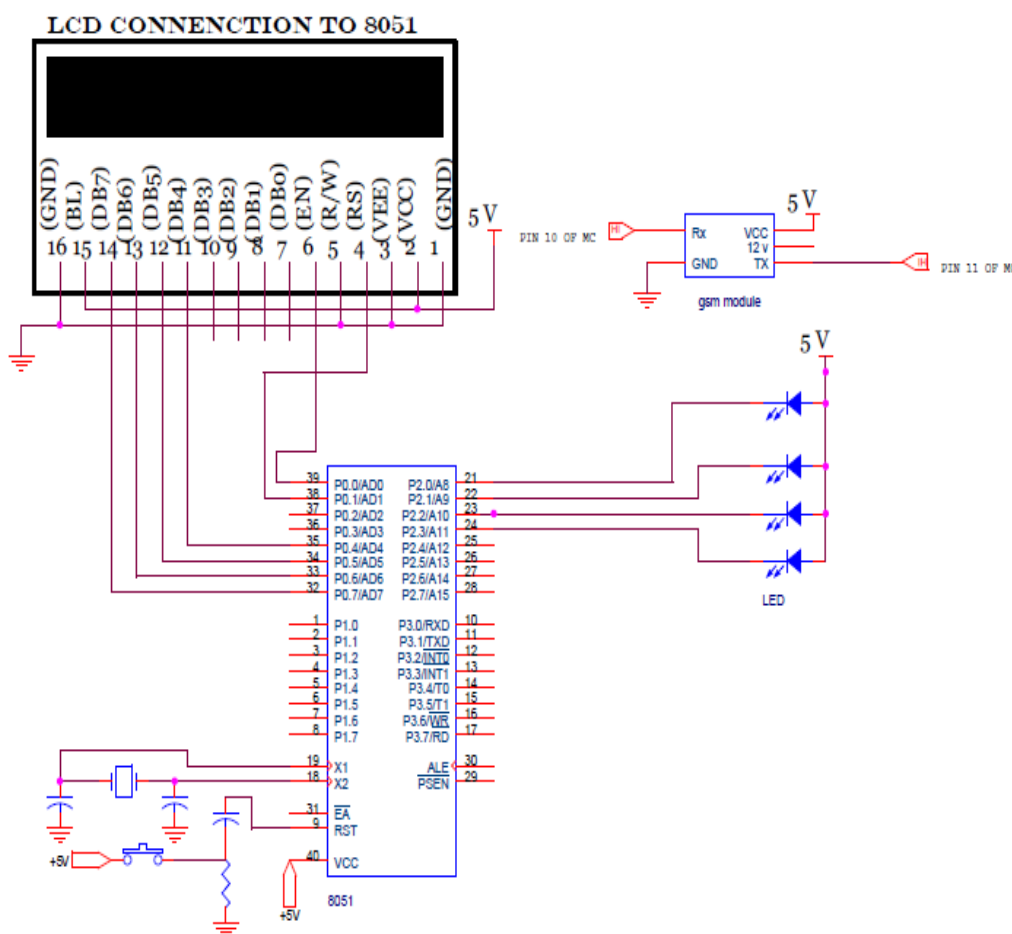 LCD CONNENCTION TO 8051
(GND) (BL) (DB7) (DB6) (DB5) (DB4) (DB3) (DB2) (DB1) (DB0) (EN) (R/W) (RS) (VEE) (VCC) (GND)
16 15 14 13 12 11 10 9 8 7 6 5 4 3 2 1
5 V
PIN 10 OF MC
Rx VCC
12 v
GND TX
5 V
PIN 11 OF M
gsm module
5 V
LED
39 P0.0/AD0 P2.0/A8 21
38 P0.1/AD1 P2.1/A9 22
37 P0.2/AD2 P2.2/A10 23
36 P0.3/AD3 P2.3/A11 24
35 P0.4/AD4 P2.4/A12 25
34 P0.5/AD5 P2.5/A13 26
33 P0.6/AD6 P2.6/A14 27
32 P0.7/AD7 P2.7/A15 28
1 P1.0 P3.0/RXD 10
2 P1.1 P3.1/TXD 11
3 P1.2 P3.2/INT0 12
4 P1.3 P3.3/INT1 13
5 P1.4 P3.4/T0 14
6 P1.5 P3.5/T1 15
7 P1.6 P3.6/WR 16
8 P1.7 P3.7/RD 17
19 X1 ALE 30
18 X2 PSEN 29
31 EA
9 RST
+5V
40 VCC
+5V
8051